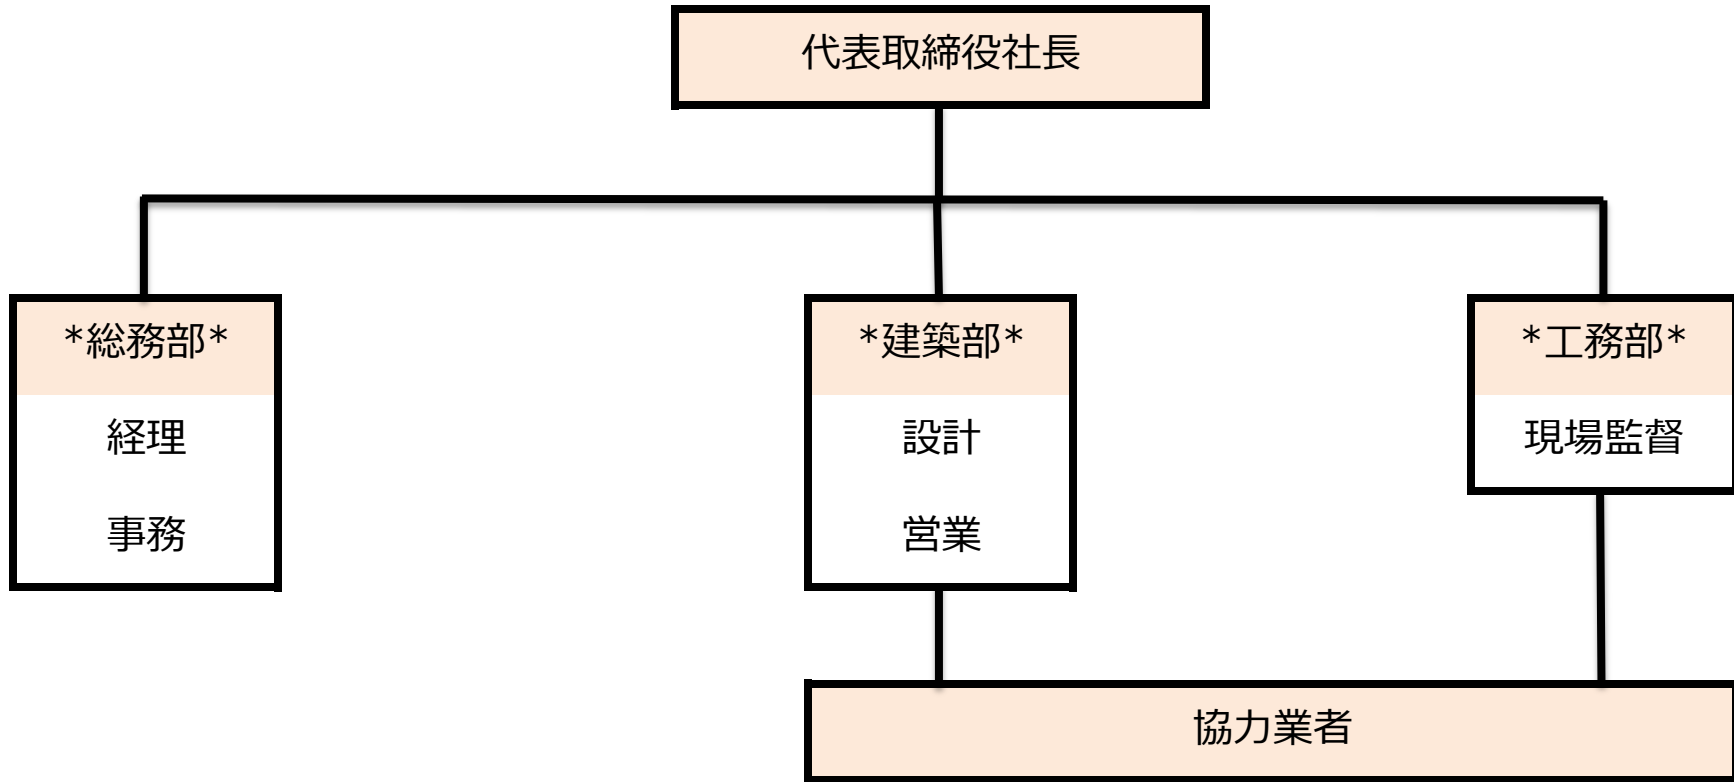 代表取締役社長
*総務部*
経理
事務
*建築部*
設計
営業
*工務部*
現場監督
協力業者